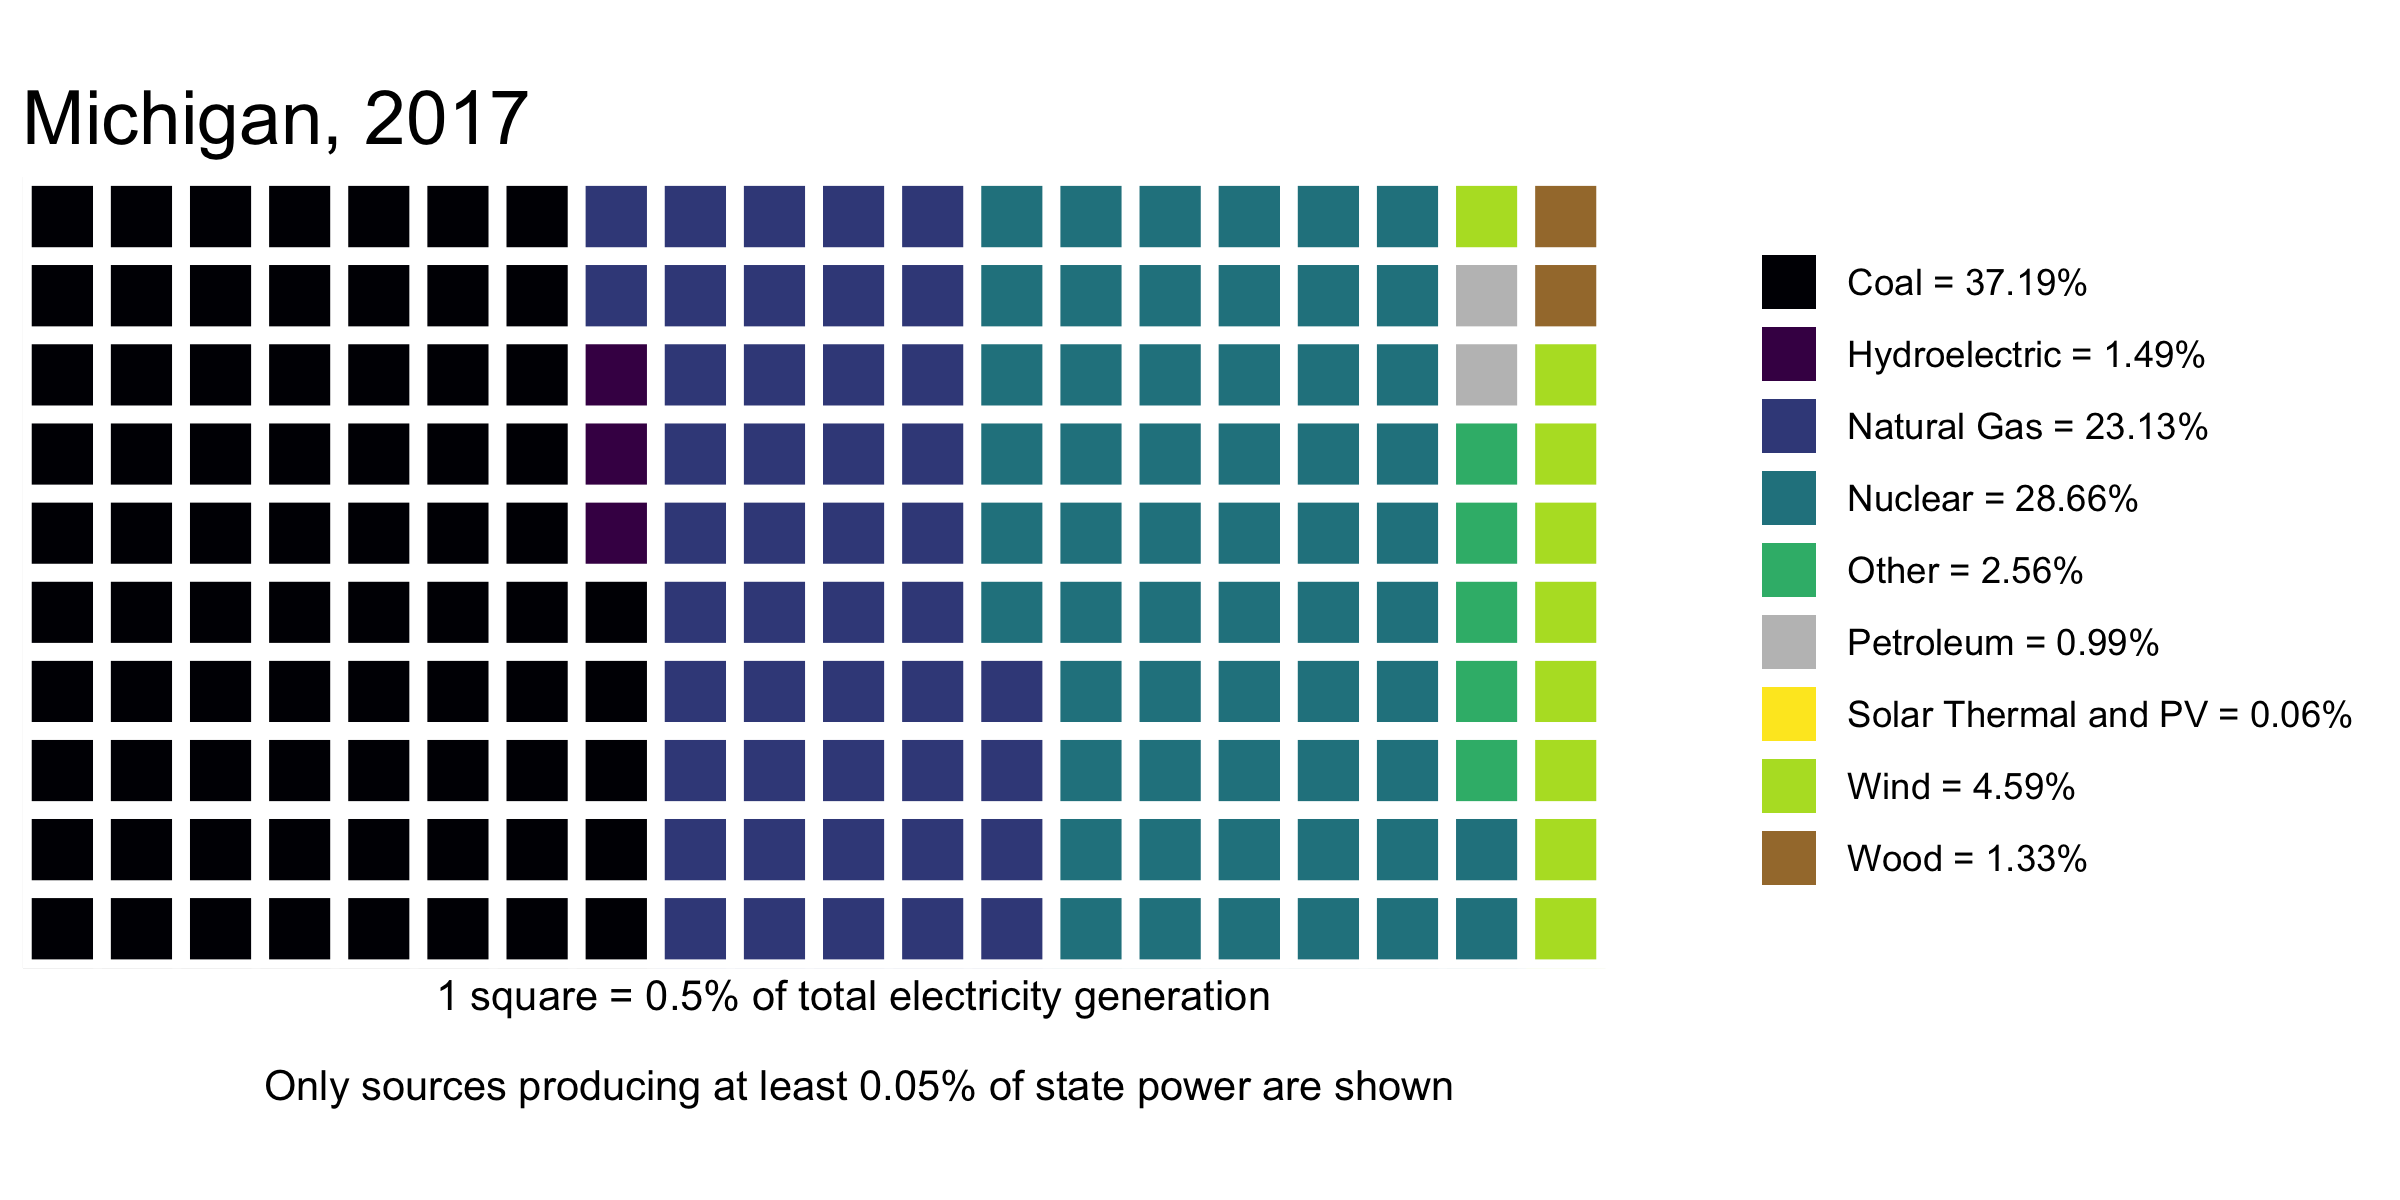 Michigan, 2017
Coal = 37.19%
Hydroelectric = 1.49%
Natural Gas = 23.13%
Nuclear = 28.66%
Other = 2.56%
Petroleum = 0.99%
Solar Thermal and PV = 0.06%
Wind = 4.59%
Wood = 1.33%
1 square = 0.5% of total electricity generation
Only sources producing at least 0.05% of state power are shown